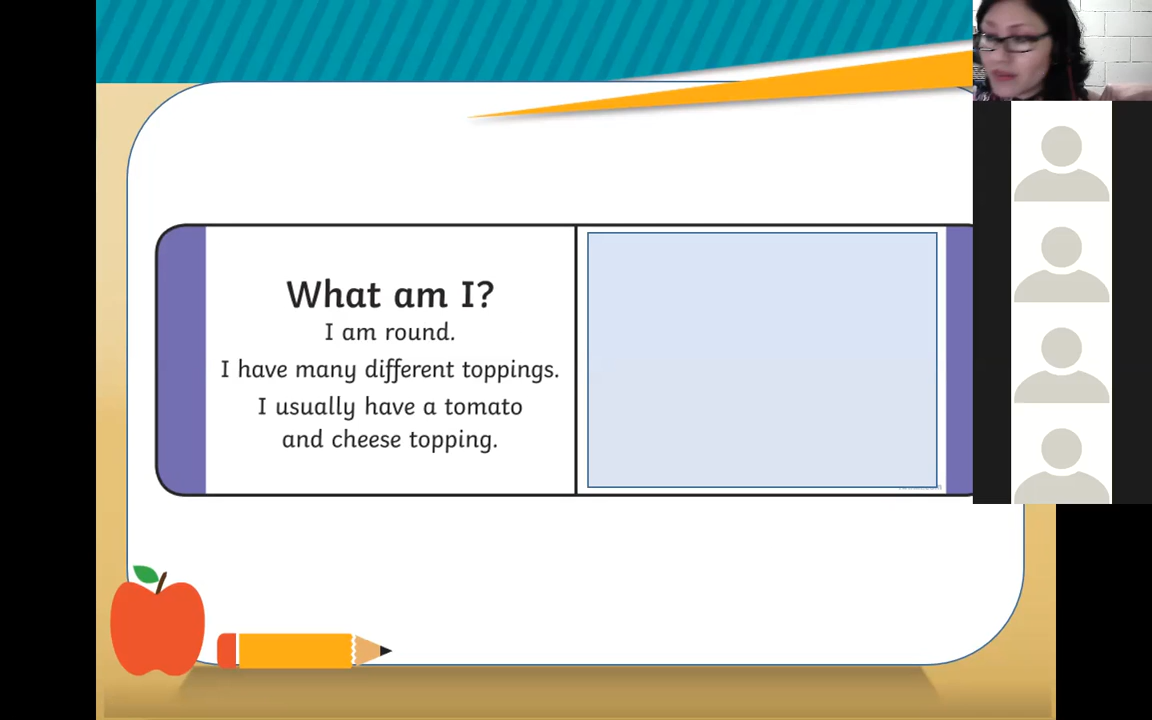 What am I?
I am round.
I have many different toppings.
I usually have a tomato
and cheese topping.